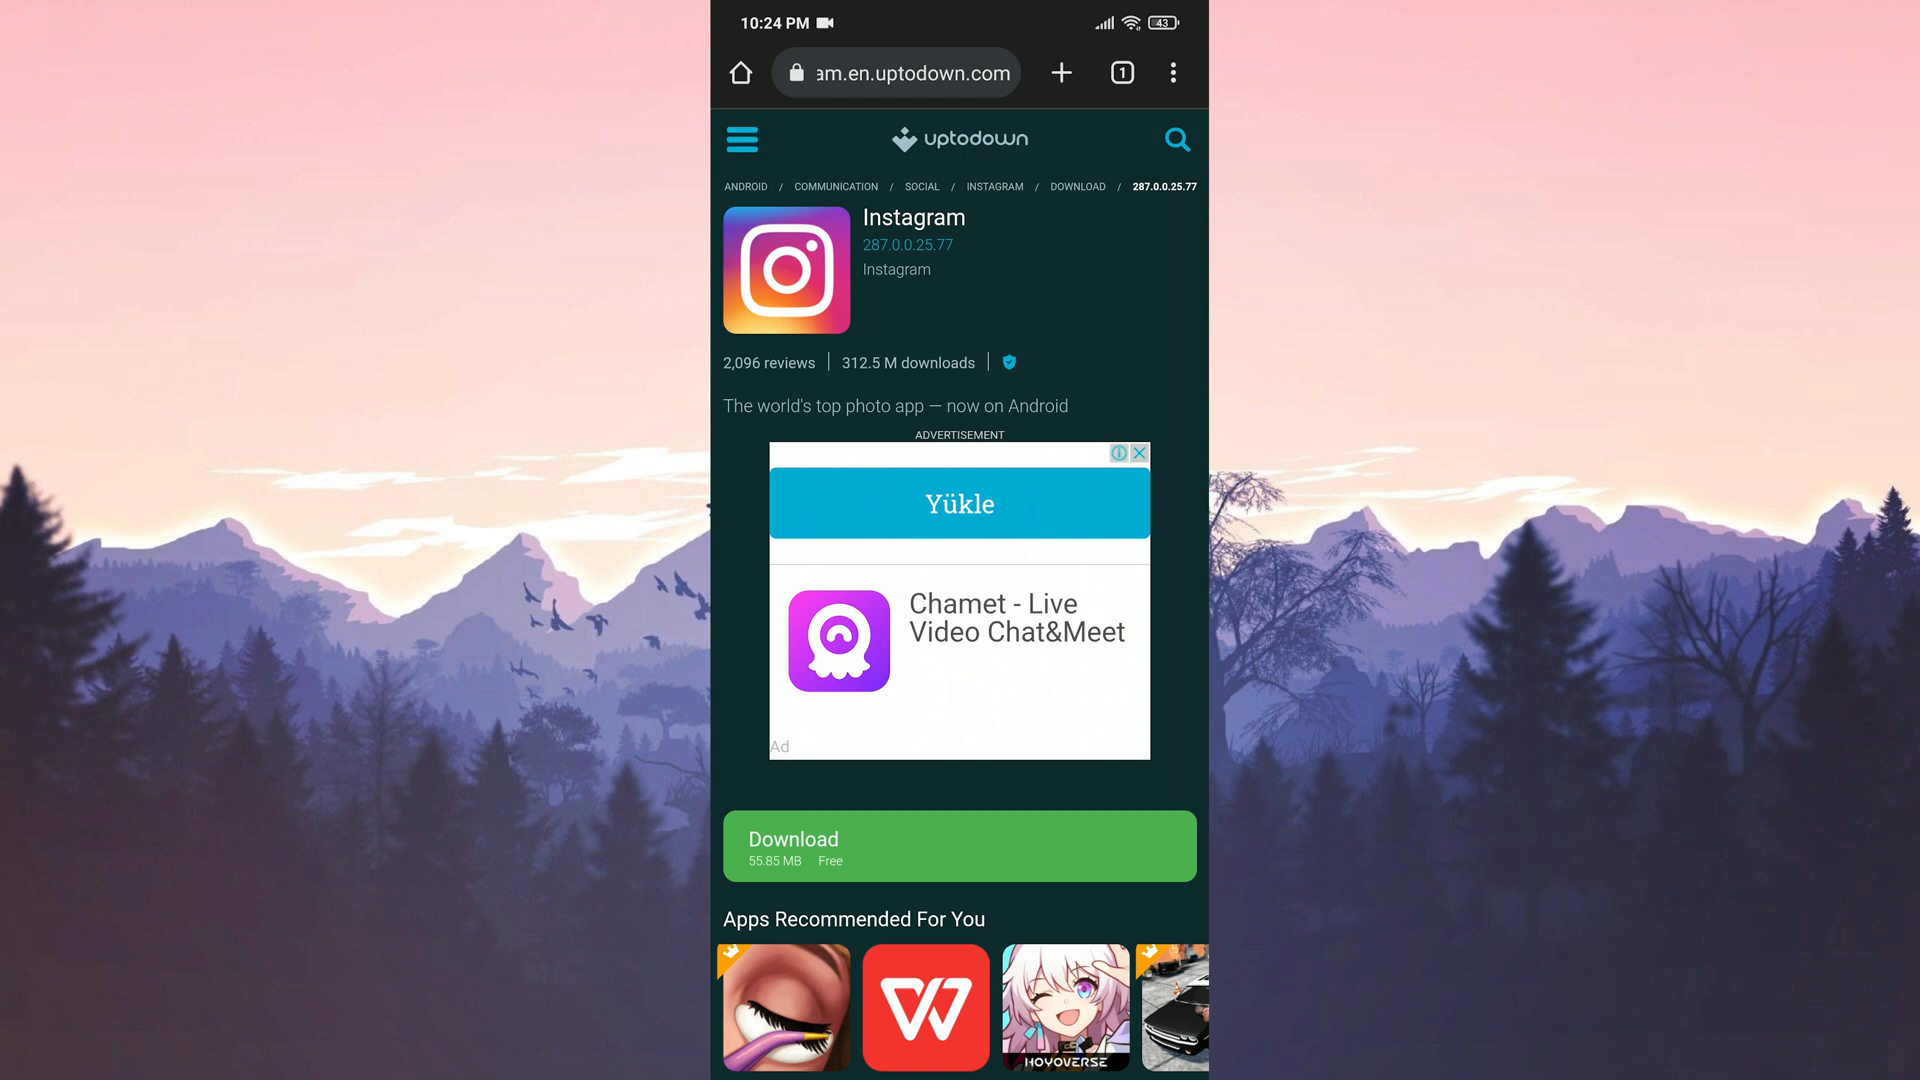 10:24 PM
43
am.en.uptodown.com
1
uptodown
ANDROID / COMMUNICATION / SOCIAL / INSTAGRAM / DOWNLOAD / 287.0.0.25.77
Instagram
287.0.0.25.77
Instagram
2,096 reviews
312.5 M downloads
The world's top photo app — now on Android
ADVERTISEMENT
Yükle
Chamet - Live
Video Chat&Meet
Ad
Download
55.85 MB Free
Apps Recommended For You
HOYOVERSE